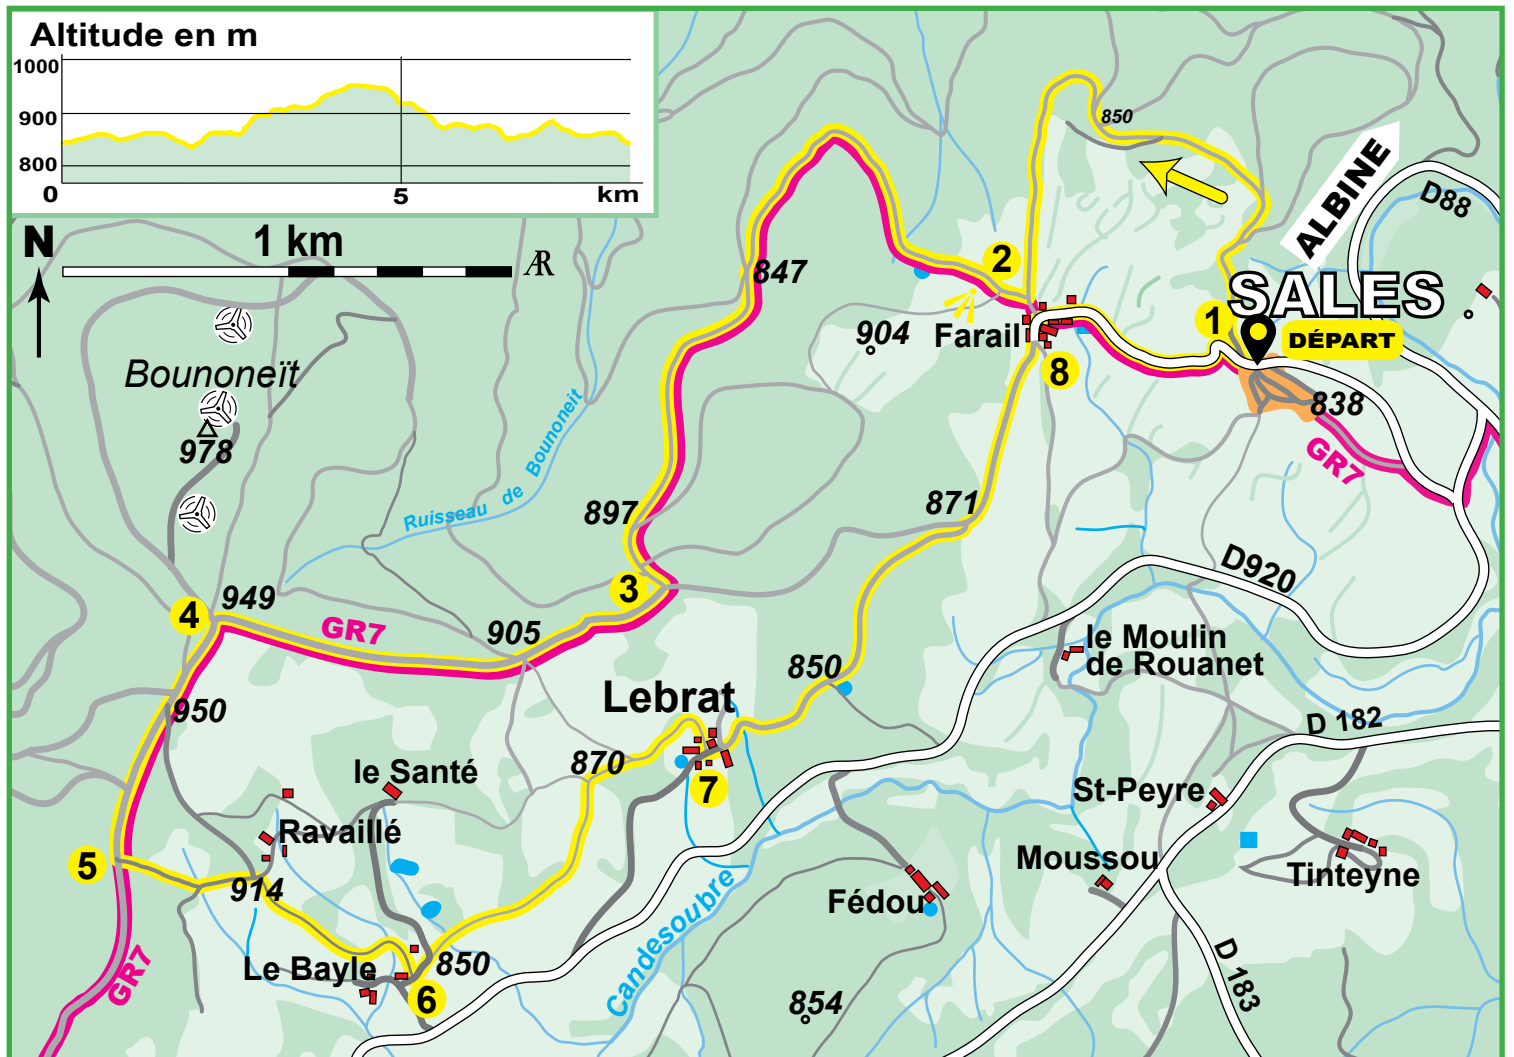 Altitude en m
1000
900
800
0
5
km
N
1 km
AR
850
ALBINE
D88
SALES
DÉPART
1
2
847
904
Farail
8
838
GR7
Bounoneït
978
Ruisseau de Bounoneit
897
871
D920
3
4
949
GR7
905
le Moulin
de Rouanet
850
Lebrat
950
D 182
870
le Santé
7
St-Peyre
Ravaillé
5
Moussou
Tinteyne
914
Fédou
Candesoubre
Le Bayle
850
6
GR7
854
D 183